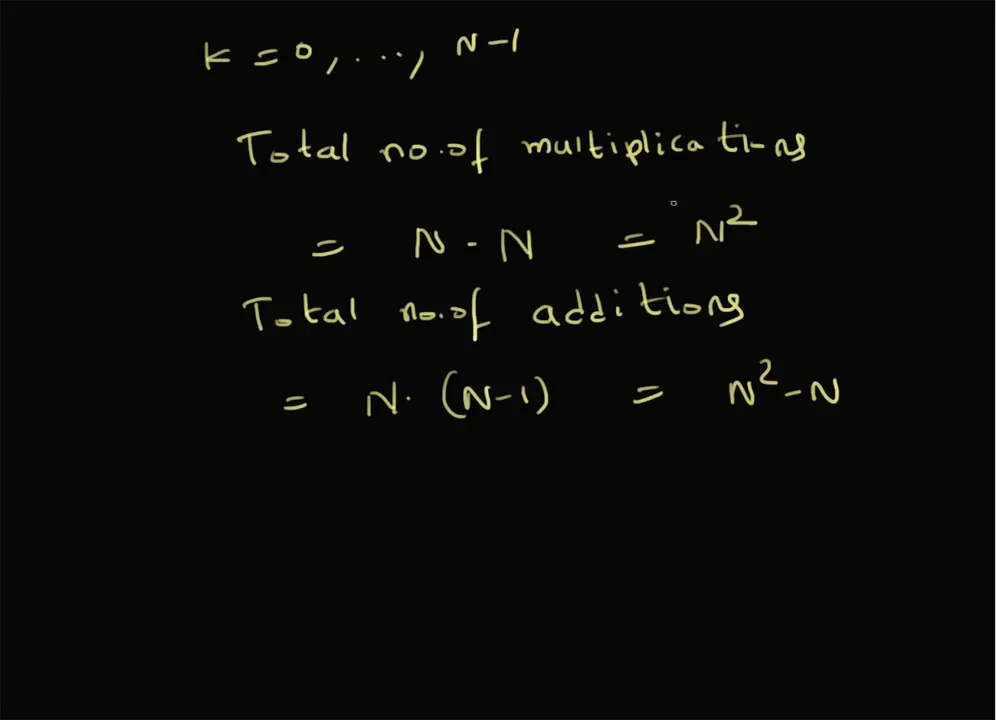 k = 0, ..., N-1
Total no. of multiplications
= N - N = N²
Total no. of additions
= N. (N-1) = N² - N